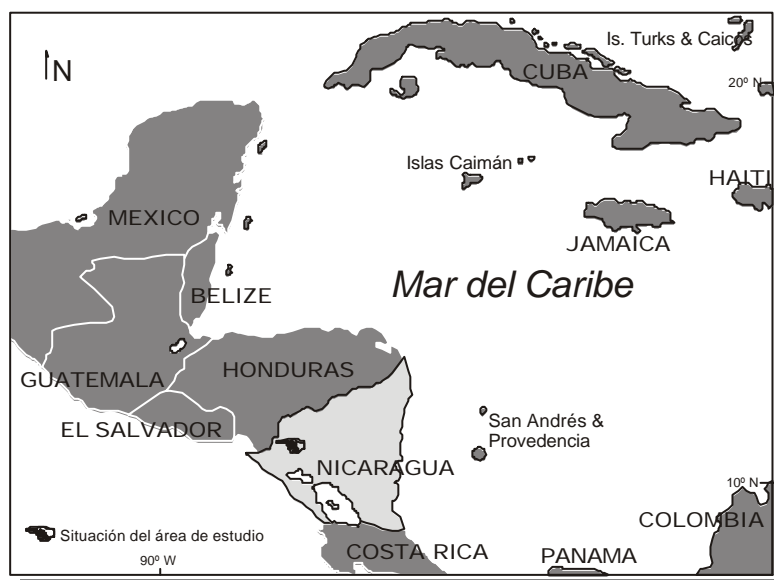 N
Is. Turks & Caicos
CUBA
20º N
Islas Caimán
HAITI
MEXICO
JAMAICA
Mar del Caribe
BELIZE
HONDURAS
GUATEMALA
San Andrés &
Provedencia
EL SALVADOR
NICARAGUA
10º N
COLOMBIA
Situación del área de estudio
COSTA RICA
PANAMA
90º W